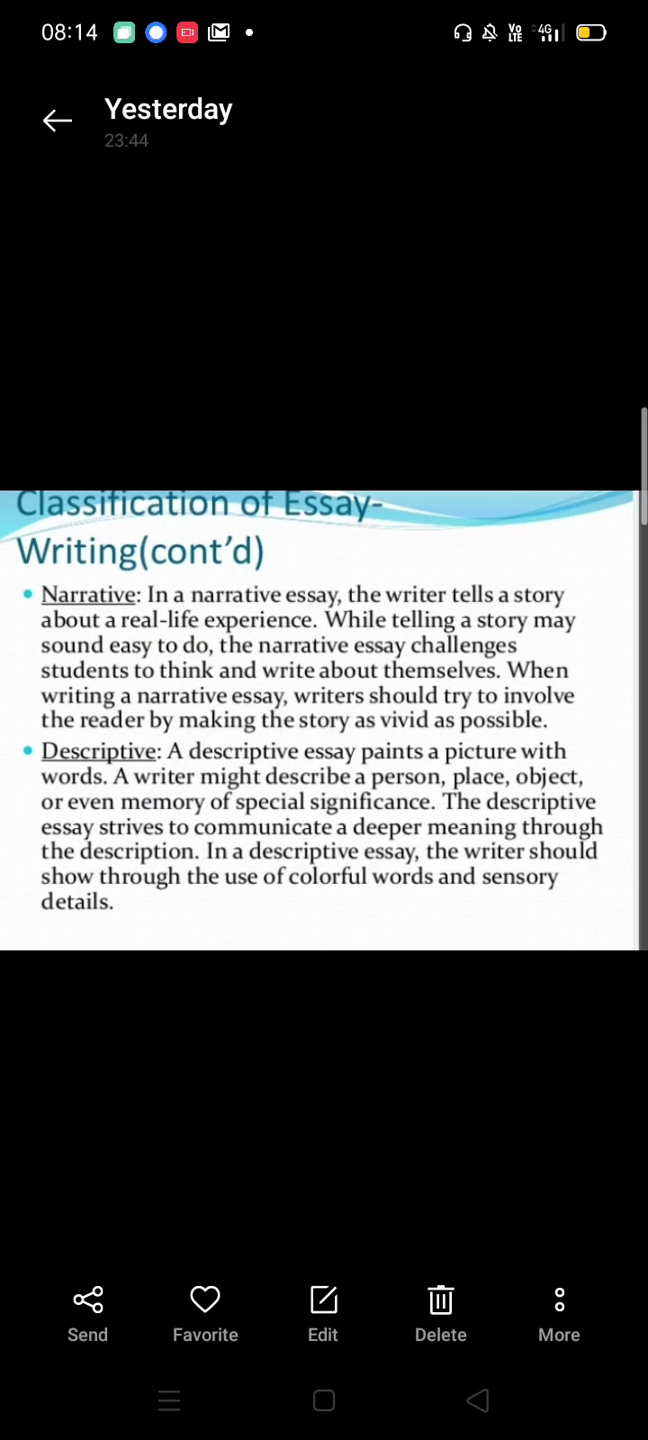 08:14
Vo
LTE
4G
Yesterday
23:44
Classification of Essay-
Writing(cont'd)
• Narrative: In a narrative essay, the writer tells a story
about a real-life experience. While telling a story may
sound easy to do, the narrative essay challenges
students to think and write about themselves. When
writing a narrative essay, writers should try to involve
the reader by making the story as vivid as possible.
• Descriptive: A descriptive essay paints a picture with
words. A writer might describe a person, place, object,
or even memory of special significance. The descriptive
essay strives to communicate a deeper meaning through
the description. In a descriptive essay, the writer should
show through the use of colorful words and sensory
details.
Send Favorite Edit Delete More